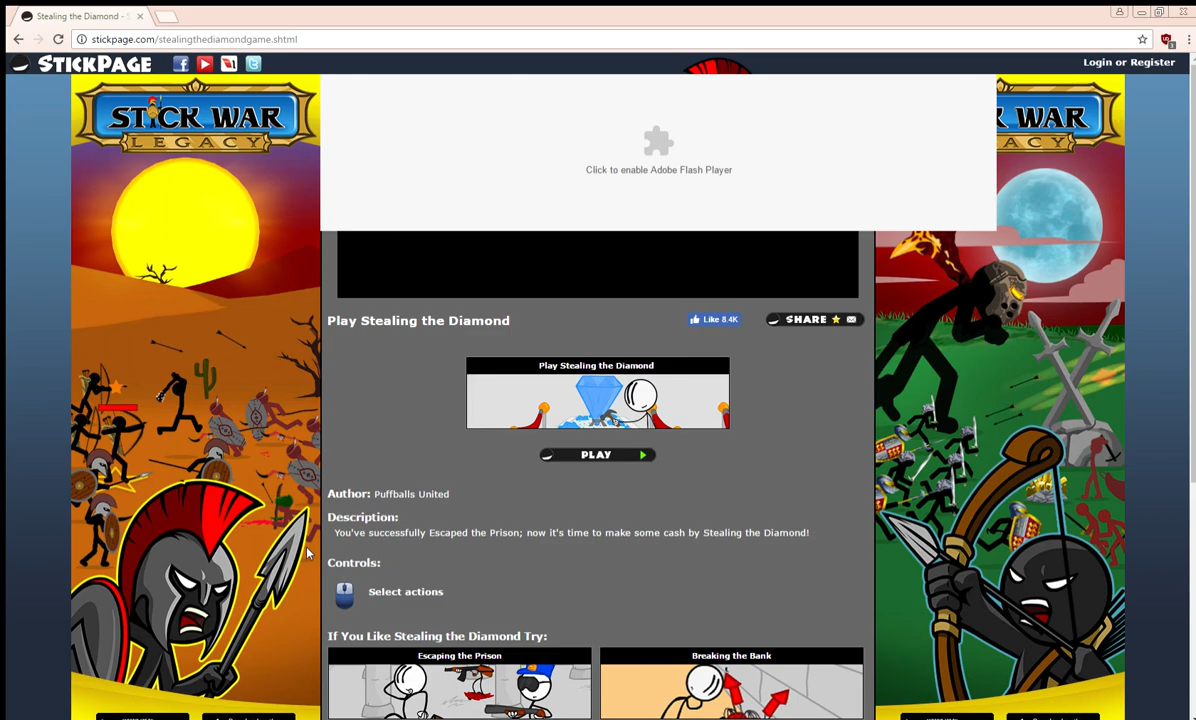 Stealing the Diamond - S
stickpage.com/stealingthediamondgame.shtml
STICKPAGE
Login or Register
STICK WAR
LEGACY
K WAR
ACY
Click to enable Adobe Flash Player
Play Stealing the Diamond
Like 8.4K
SHARE
Play Stealing the Diamond
PLAY
Author: Puffballs United
Description:
You've successfully Escaped the Prison; now it's time to make some cash by Stealing the Diamond!
Controls:
Select actions
If You Like Stealing the Diamond Try:
Escaping the Prison
Breaking the Bank